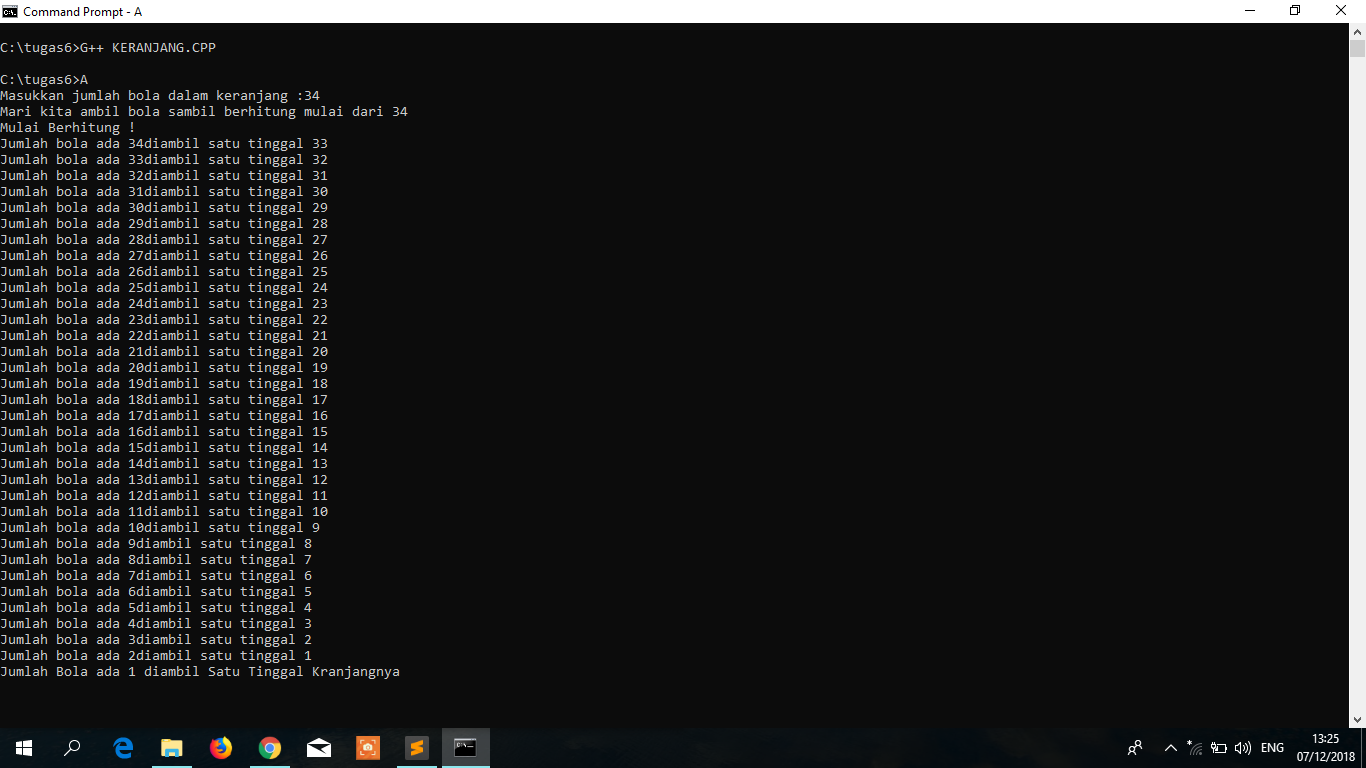 Command Prompt - A
C:\tugas6>G++ KERANJANG.CPP
C:\tugas6>A
Masukkan jumlah bola dalam keranjang :34
Mari kita ambil bola sambil berhitung mulai dari 34
Mulai Berhitung !
Jumlah bola ada 34diambil satu tinggal 33
Jumlah bola ada 33diambil satu tinggal 32
Jumlah bola ada 32diambil satu tinggal 31
Jumlah bola ada 31diambil satu tinggal 30
Jumlah bola ada 30diambil satu tinggal 29
Jumlah bola ada 29diambil satu tinggal 28
Jumlah bola ada 28diambil satu tinggal 27
Jumlah bola ada 27diambil satu tinggal 26
Jumlah bola ada 26diambil satu tinggal 25
Jumlah bola ada 25diambil satu tinggal 24
Jumlah bola ada 24diambil satu tinggal 23
Jumlah bola ada 23diambil satu tinggal 22
Jumlah bola ada 22diambil satu tinggal 21
Jumlah bola ada 21diambil satu tinggal 20
Jumlah bola ada 20diambil satu tinggal 19
Jumlah bola ada 19diambil satu tinggal 18
Jumlah bola ada 18diambil satu tinggal 17
Jumlah bola ada 17diambil satu tinggal 16
Jumlah bola ada 16diambil satu tinggal 15
Jumlah bola ada 15diambil satu tinggal 14
Jumlah bola ada 14diambil satu tinggal 13
Jumlah bola ada 13diambil satu tinggal 12
Jumlah bola ada 12diambil satu tinggal 11
Jumlah bola ada 11diambil satu tinggal 10
Jumlah bola ada 10diambil satu tinggal 9
Jumlah bola ada 9diambil satu tinggal 8
Jumlah bola ada 8diambil satu tinggal 7
Jumlah bola ada 7diambil satu tinggal 6
Jumlah bola ada 6diambil satu tinggal 5
Jumlah bola ada 5diambil satu tinggal 4
Jumlah bola ada 4diambil satu tinggal 3
Jumlah bola ada 3diambil satu tinggal 2
Jumlah bola ada 2diambil satu tinggal 1
Jumlah Bola ada 1 diambil Satu Tinggal Kranjangnya
ENG
13:25
07/12/2018